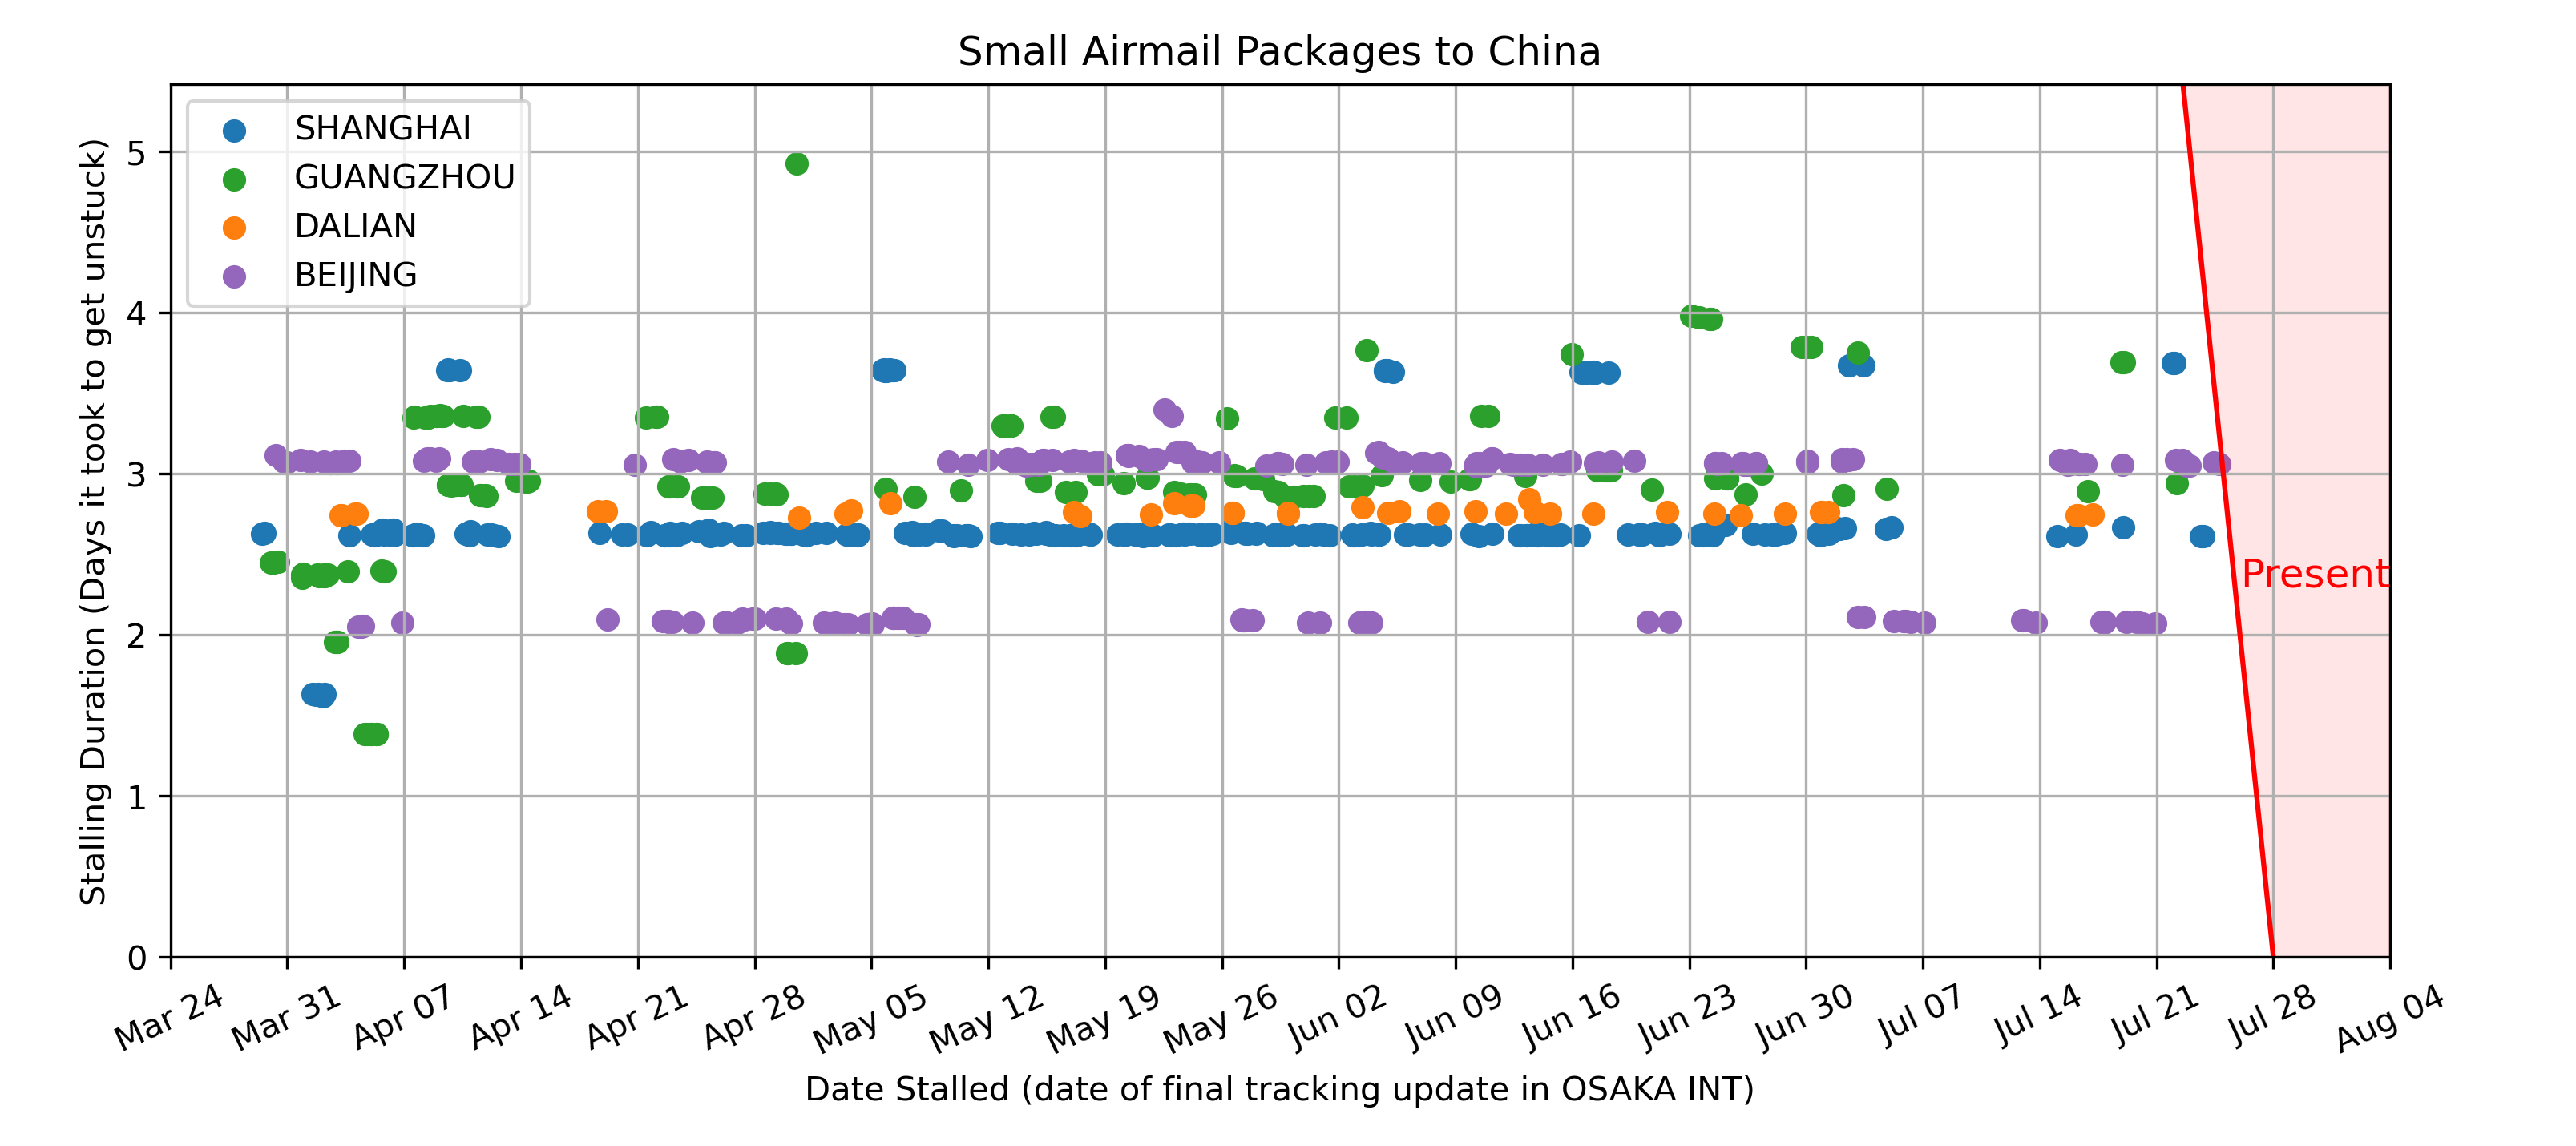 Small Airmail Packages to China
SHANGHAI
GUANGZHOU
DALIAN
BEIJING
Stalling Duration (Days it took to get unstuck)
5
4
3
2
1
0
Present
Mar 24
Mar 31
Apr 07
Apr 14
Apr 21
Apr 28
May 05
May 12
May 19
May 26
Jun 02
Jun 09
Jun 16
Jun 23
Jun 30
Jul 07
Jul 14
Jul 21
Jul 28
Aug 04
Date Stalled (date of final tracking update in OSAKA INT)